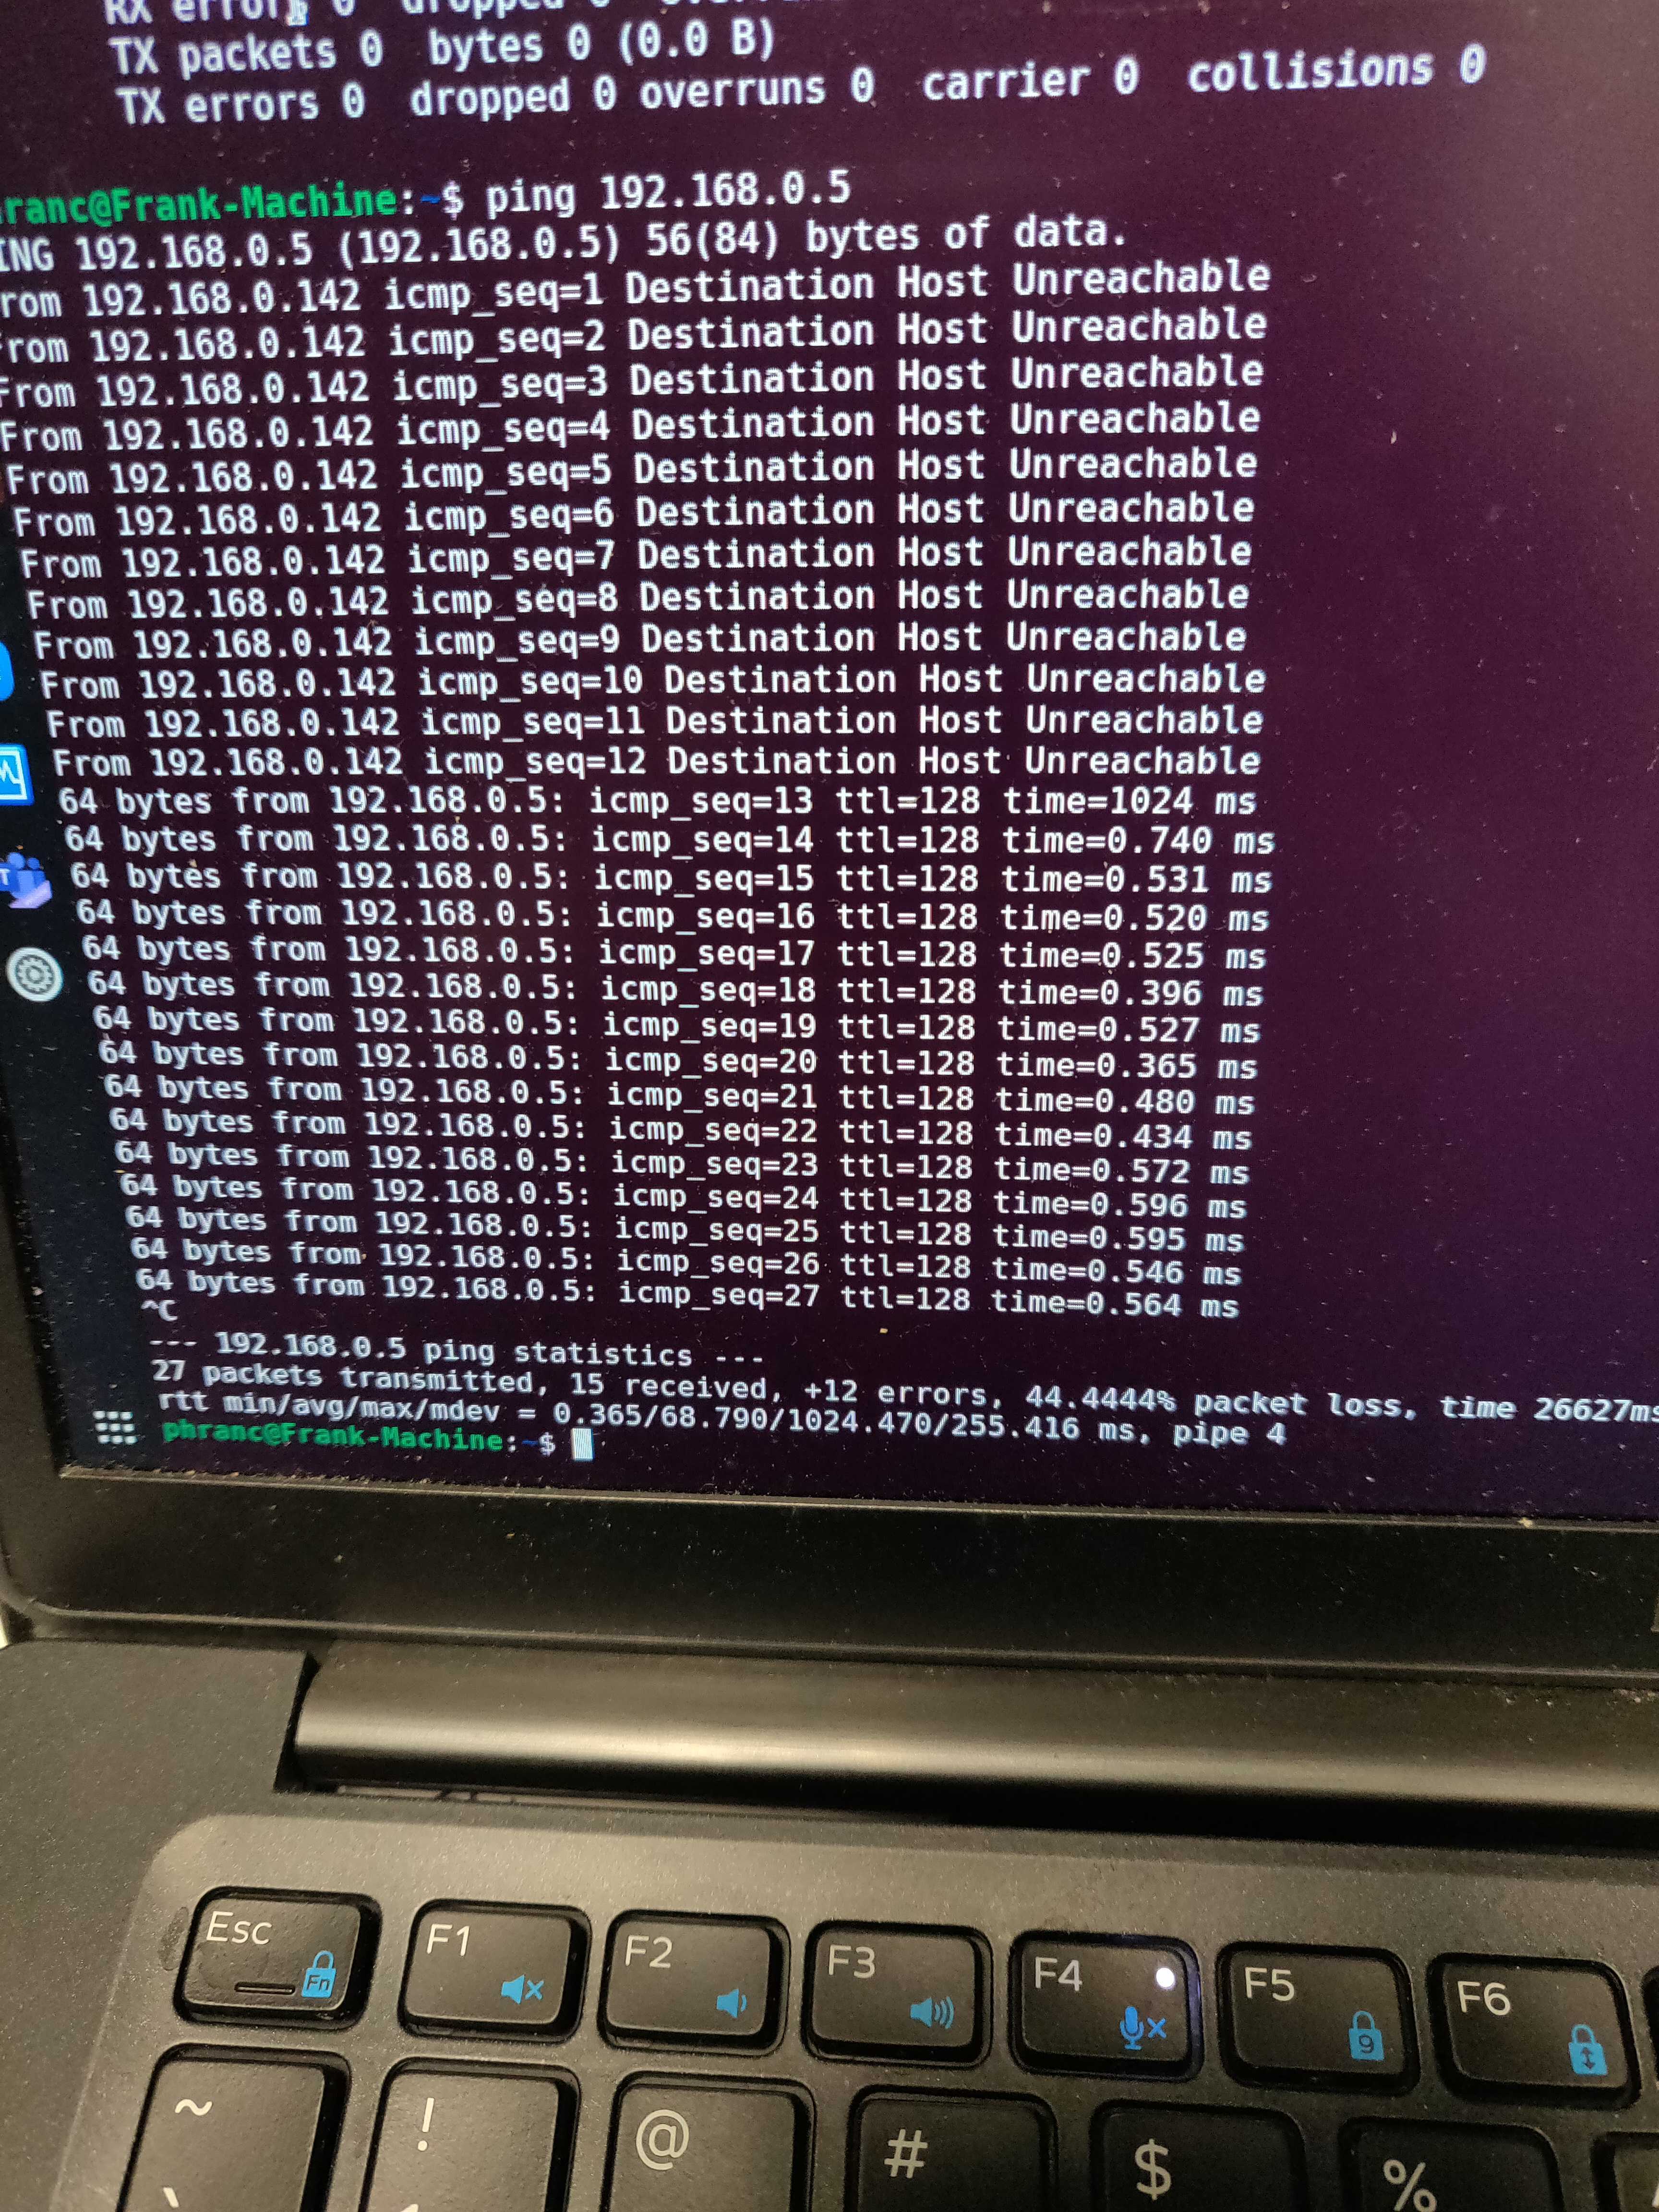 RX errors 0 dropped 0
TX packets 0 bytes 0 (0.0 B)
TX errors 0 dropped 0 overruns 0 carrier 0 collisions 0
ranc@Frank-Machine:~$ ping 192.168.0.5
ING 192.168.0.5 (192.168.0.5) 56(84) bytes of data.
rom 192.168.0.142 icmp_seq=1 Destination Host Unreachable
From 192.168.0.142 icmp_seq=2 Destination Host Unreachable
From 192.168.0.142 icmp_seq=3 Destination Host Unreachable
From 192.168.0.142 icmp_seq=4 Destination Host Unreachable
From 192.168.0.142 icmp_seq=5 Destination Host Unreachable
From 192.168.0.142 icmp_seq=6 Destination Host Unreachable
From 192.168.0.142 icmp_seq=7 Destination Host Unreachable
From 192.168.0.142 icmp_seq=8 Destination Host Unreachable
From 192.168.0.142 icmp_seq=9 Destination Host Unreachable
From 192.168.0.142 icmp_seq=10 Destination Host Unreachable
From 192.168.0.142 icmp_seq=11 Destination Host Unreachable
From 192.168.0.142 icmp_seq=12 Destination Host Unreachable
64 bytes from 192.168.0.5: icmp_seq=13 ttl=128 time=1024 ms
64 bytes from 192.168.0.5: icmp_seq=14 ttl=128 time=0.740 ms
64 bytes from 192.168.0.5: icmp_seq=15 ttl=128 time=0.531 ms
64 bytes from 192.168.0.5: icmp_seq=16 ttl=128 time=0.520 ms
64 bytes from 192.168.0.5: icmp_seq=17 ttl=128 time=0.525 ms
64 bytes from 192.168.0.5: icmp_seq=18 ttl=128 time=0.396 ms
64 bytes from 192.168.0.5: icmp_seq=19 ttl=128 time=0.527 ms
64 bytes from 192.168.0.5: icmp_seq=20 ttl=128 time=0.365 ms
64 bytes from 192.168.0.5: icmp_seq=21 ttl=128 time=0.480 ms
64 bytes from 192.168.0.5: icmp_seq=22 ttl=128 time=0.434 ms
64 bytes from 192.168.0.5: icmp_seq=23 ttl=128 time=0.572 ms
64 bytes from 192.168.0.5: icmp_seq=24 ttl=128 time=0.596 ms
64 bytes from 192.168.0.5: icmp_seq=25 ttl=128 time=0.595 ms
64 bytes from 192.168.0.5: icmp_seq=26 ttl=128 time=0.546 ms
64 bytes from 192.168.0.5: icmp_seq=27 ttl=128 time=0.564 ms
^C
--- 192.168.0.5 ping statistics ---
27 packets transmitted, 15 received, +12 errors, 44.4444% packet loss, time 26627ms
rtt min/avg/max/mdev = 0.365/68.790/1024.470/255.416 ms, pipe 4
phranc@Frank-Machine:~$
Esc Fn F1 F2 F3 F4 F5 9 F6
~ ! @ # $ %